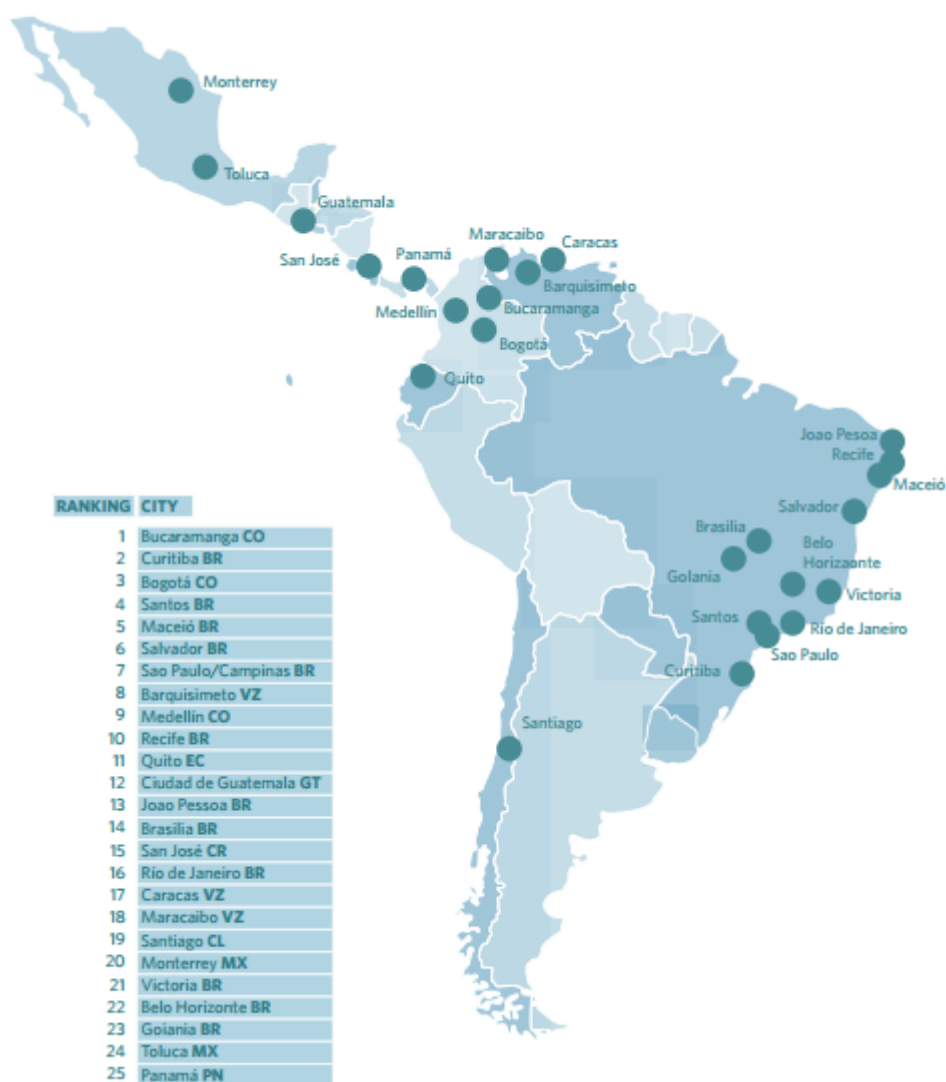 Monterrey
Toluca
Guatemala
San José
Panamá
Maracaibo
Caracas
Barquisimeto
Medellín
Bucaramanga
Bogotá
Quito
Joao Pesoa
Recife
Maceió
Salvador
Brasilia
Belo
Horizaonte
Golania
Victoria
Santos
Río de Janeiro
Sao Paulo
Curitiba
Santiago
RANKING CITY
1 Bucaramanga CO
2 Curitiba BR
3 Bogotá CO
4 Santos BR
5 Maceió BR
6 Salvador BR
7 Sao Paulo/Campinas BR
8 Barquisimeto VZ
9 Medellín CO
10 Recife BR
11 Quito EC
12 Ciudad de Guatemala GT
13 Joao Pessoa BR
14 Brasilia BR
15 San José CR
16 Río de Janeiro BR
17 Caracas VZ
18 Maracaibo VZ
19 Santiago CL
20 Monterrey MX
21 Victoria BR
22 Belo Horizonte BR
23 Goiania BR
24 Toluca MX
25 Panamá PN